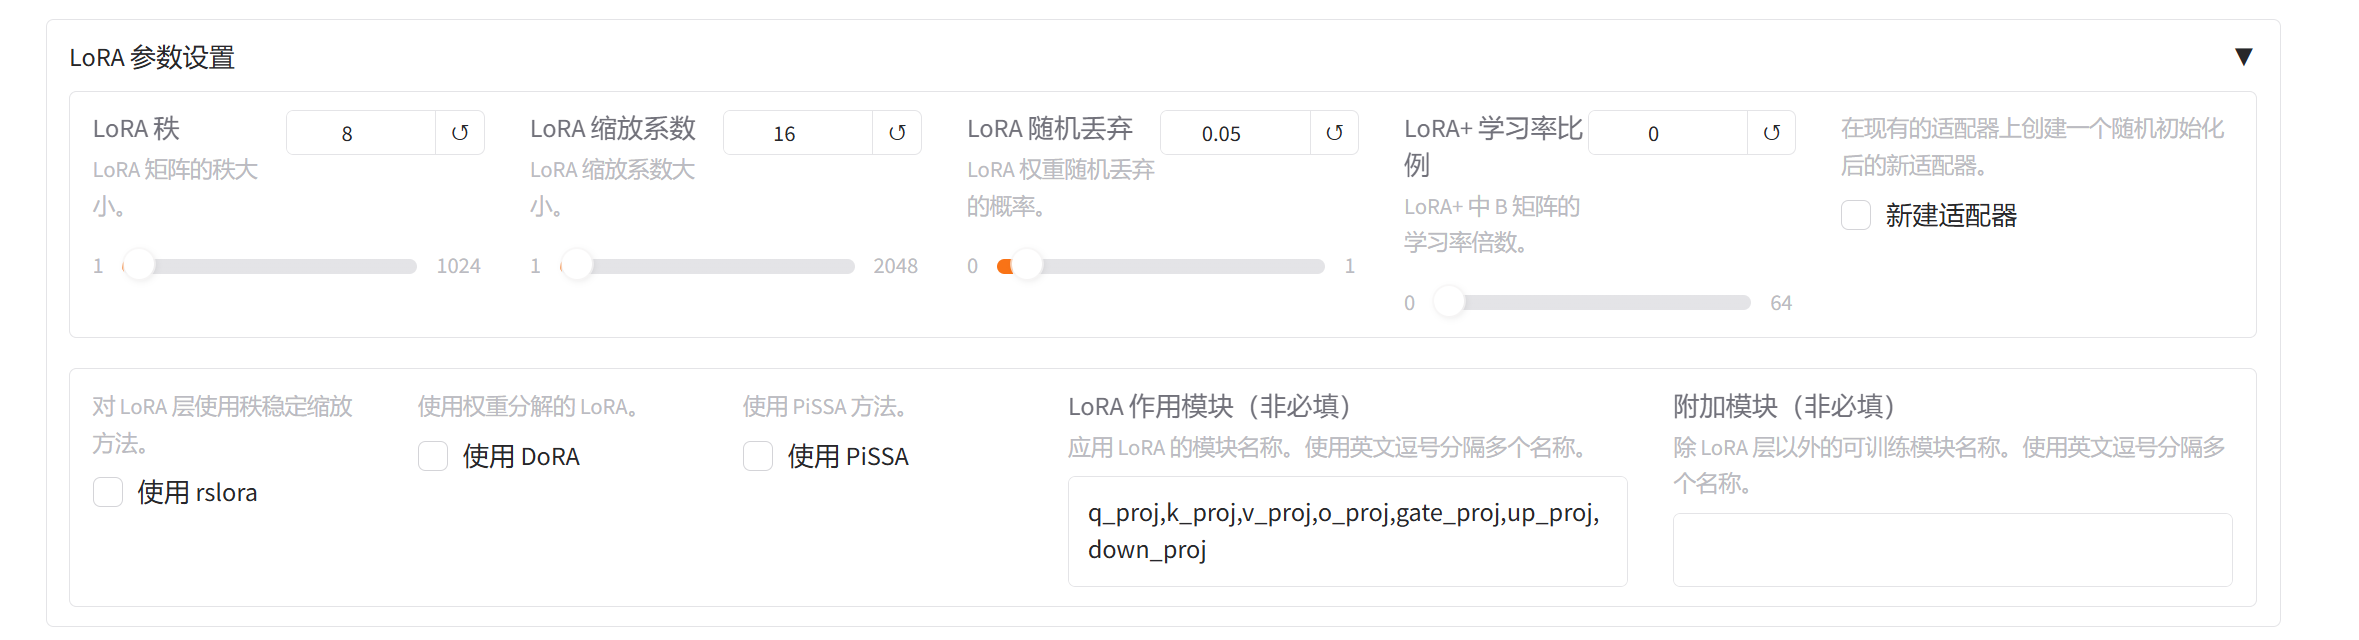 LoRA 参数设置
▼
LoRA 秩
LoRA 矩阵的秩大
小。
8
↺
1
1024
LoRA 缩放系数
LoRA 缩放系数大
小。
16
↺
1
2048
LoRA 随机丢弃
LoRA 权重随机丢弃
的概率。
0.05
↺
0
1
LoRA+ 学习率比
例
LoRA+ 中 B 矩阵的
学习率倍数。
0
↺
0
64
在现有的适配器上创建一个随机初始化
后的新适配器。
新建适配器
对 LoRA 层使用秩稳定缩放
方法。
使用 rslora
使用权重分解的 LoRA。
使用 DoRA
使用 PiSSA 方法。
使用 PiSSA
LoRA 作用模块（非必填）
应用 LoRA 的模块名称。使用英文逗号分隔多个名称。
q_proj,k_proj,v_proj,o_proj,gate_proj,up_proj,
down_proj
附加模块（非必填）
除 LoRA 层以外的可训练模块名称。使用英文逗号分隔多
个名称。